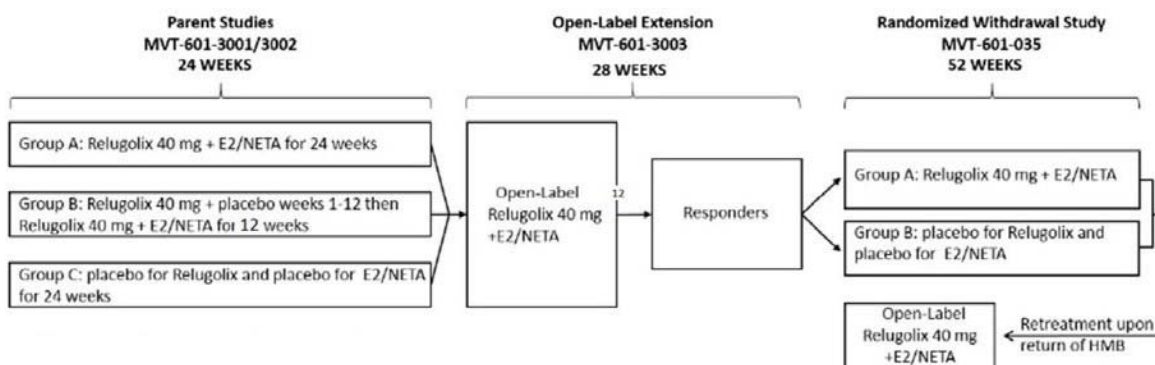 Parent Studies
MVT-601-3001/3002
24 WEEKS
Open-Label Extension
MVT-601-3003
28 WEEKS
Randomized Withdrawal Study
MVT-601-035
52 WEEKS
Group A: Relugolix 40 mg + E2/NETA for 24 weeks
Group B: Relugolix 40 mg + placebo weeks 1-12 then
Relugolix 40 mg + E2/NETA for 12 weeks
Group C: placebo for Relugolix and placebo for E2/NETA
for 24 weeks
Open-Label
Relugolix 40 mg
+E2/NETA
12
Responders
Group A: Relugolix 40 mg + E2/NETA
Group B: placebo for Relugolix and
placebo for E2/NETA
Open-Label
Relugolix 40 mg
+E2/NETA
Retreatment upon
return of HMB